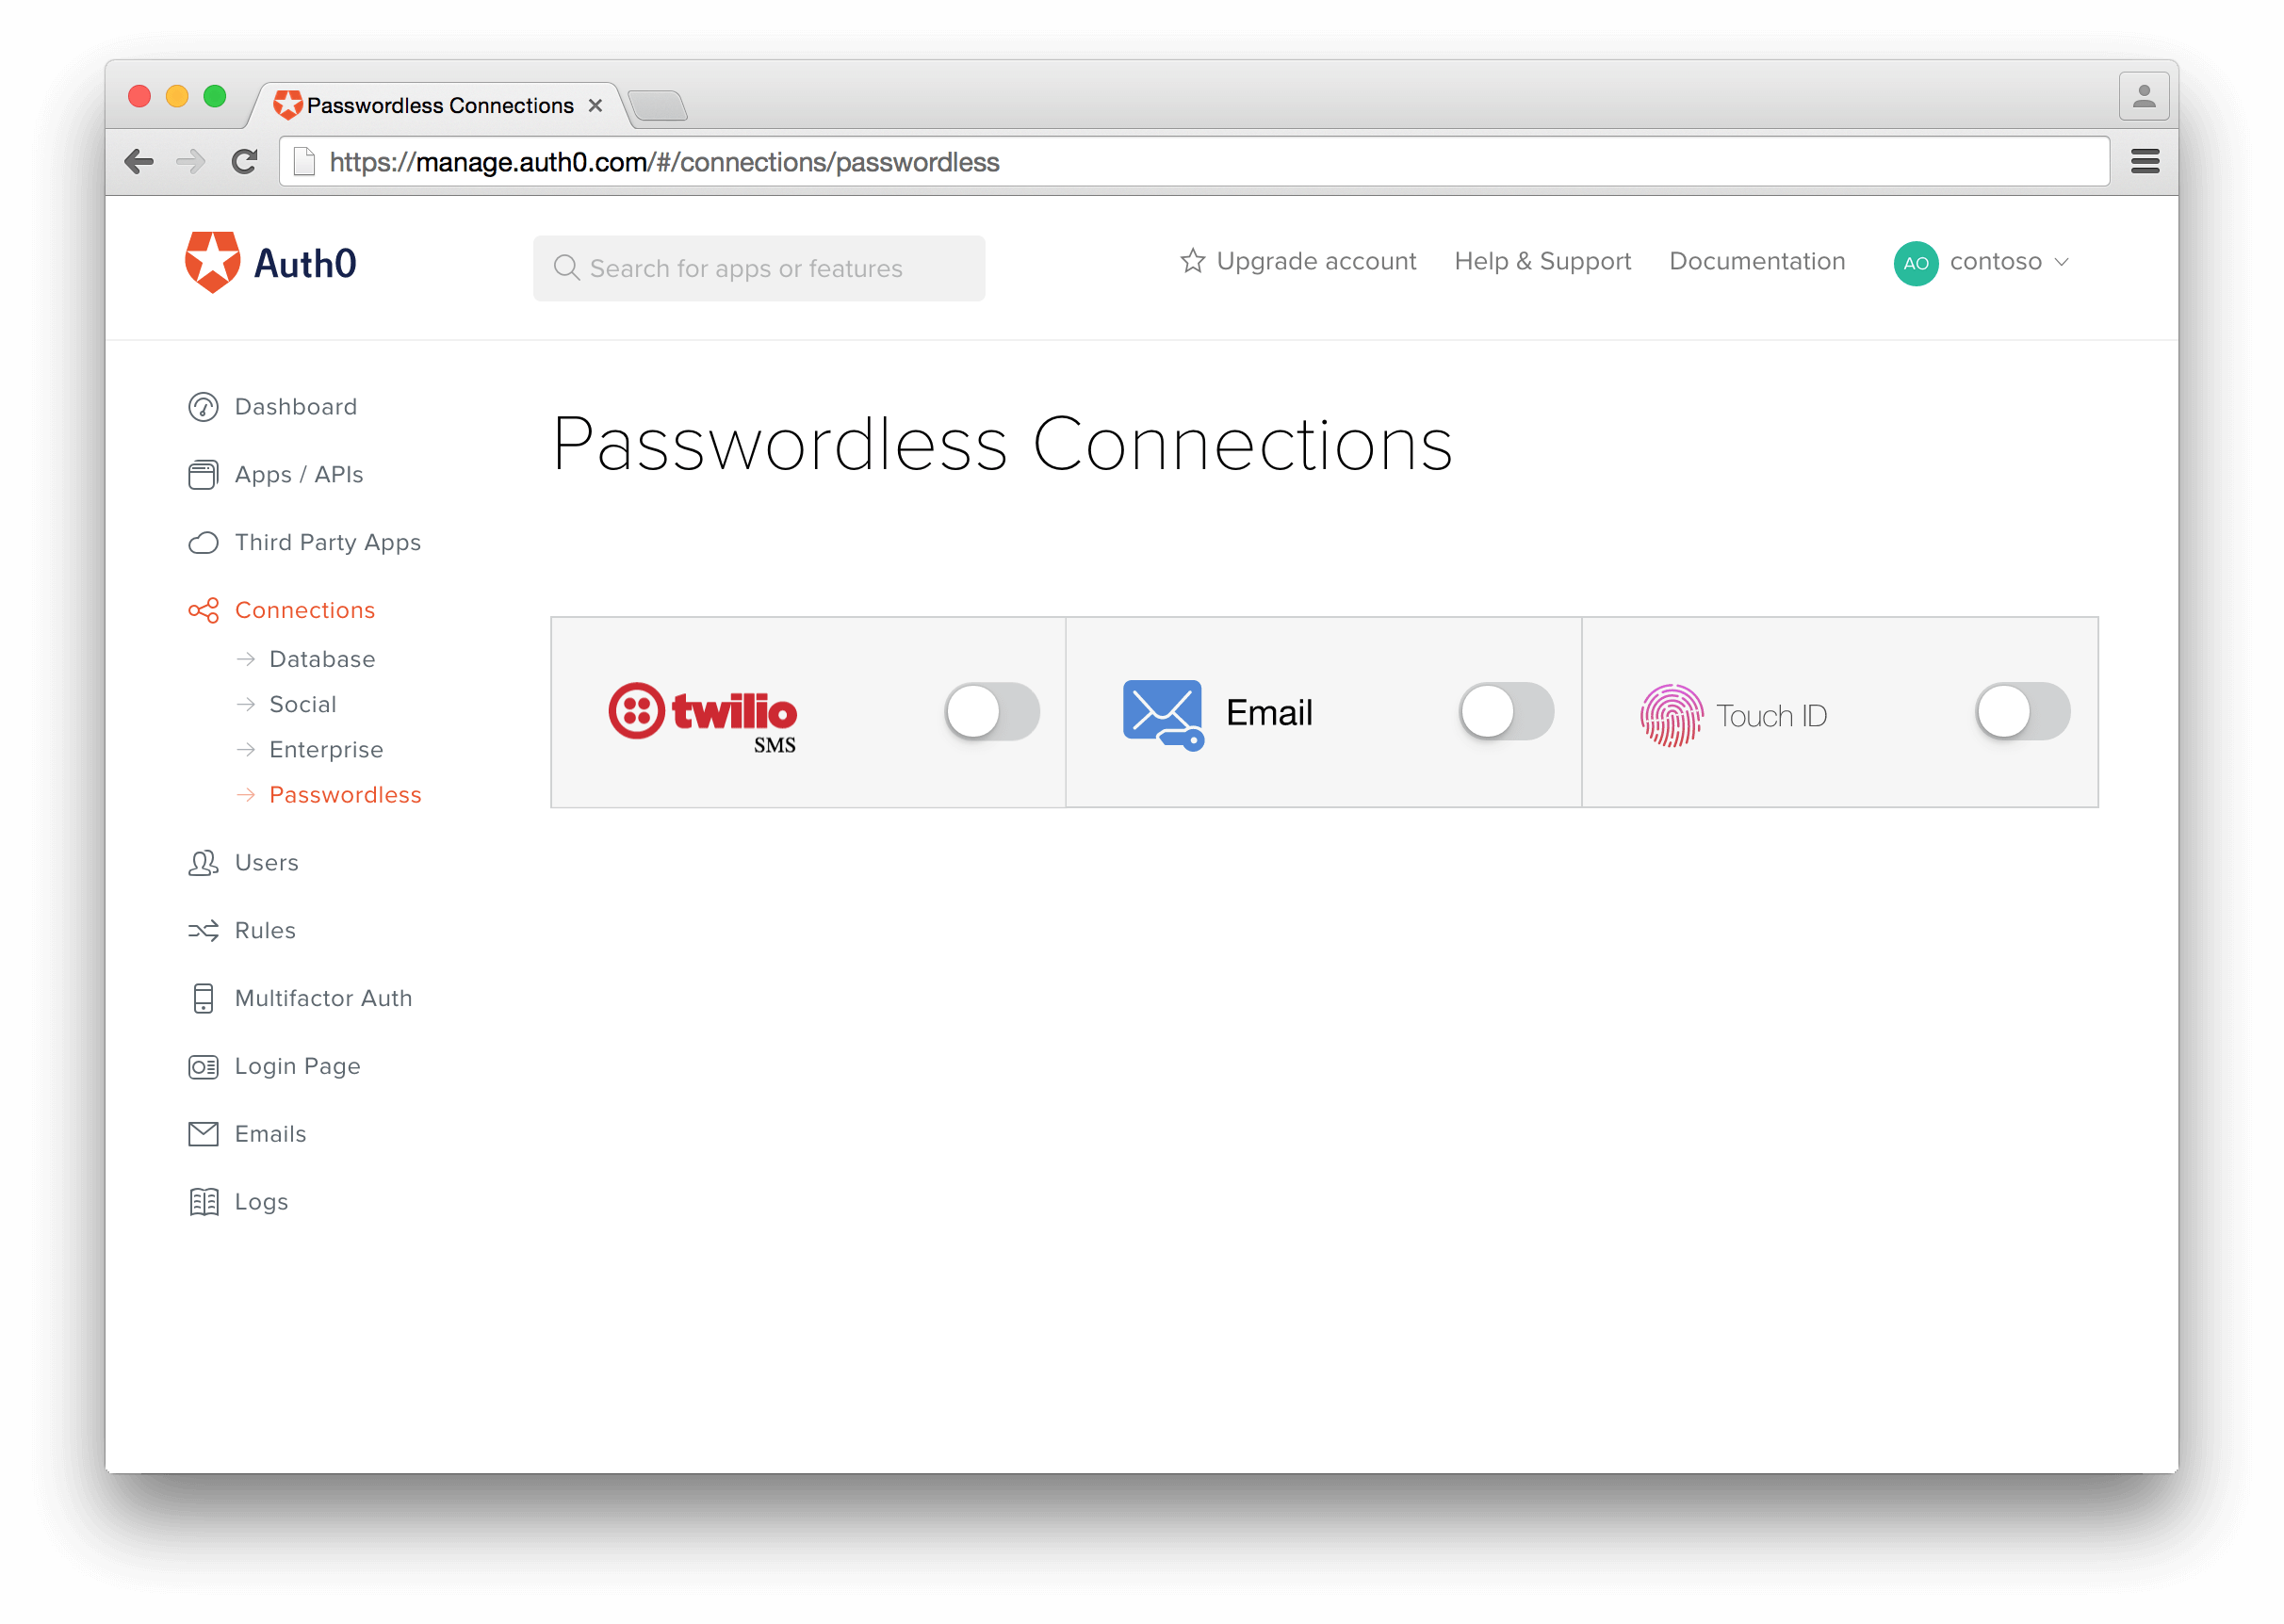 Passwordless Connections
https://manage.auth0.com/#/connections/passwordless
Auth0
Search for apps or features
Upgrade account
Help & Support
Documentation
AO
contoso
Dashboard
Apps / APIs
Third Party Apps
Connections
Database
Social
Enterprise
Passwordless
Users
Rules
Multifactor Auth
Login Page
Emails
Logs
Passwordless Connections
twilio
SMS
Email
Touch ID